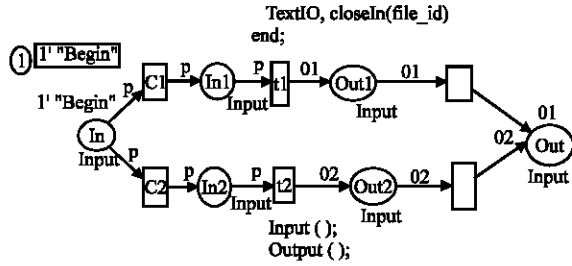 TextIO, closeIn(file_id)
end;
1 1' "Begin"
p C1 p In1 p t1 01 Out1 01
Input Input
1' "Begin" p
01
In
Input
02 Out
Input
p
C2 p In2 p t2 02 Out2 02
Input Input
Input ( );
Output ( );